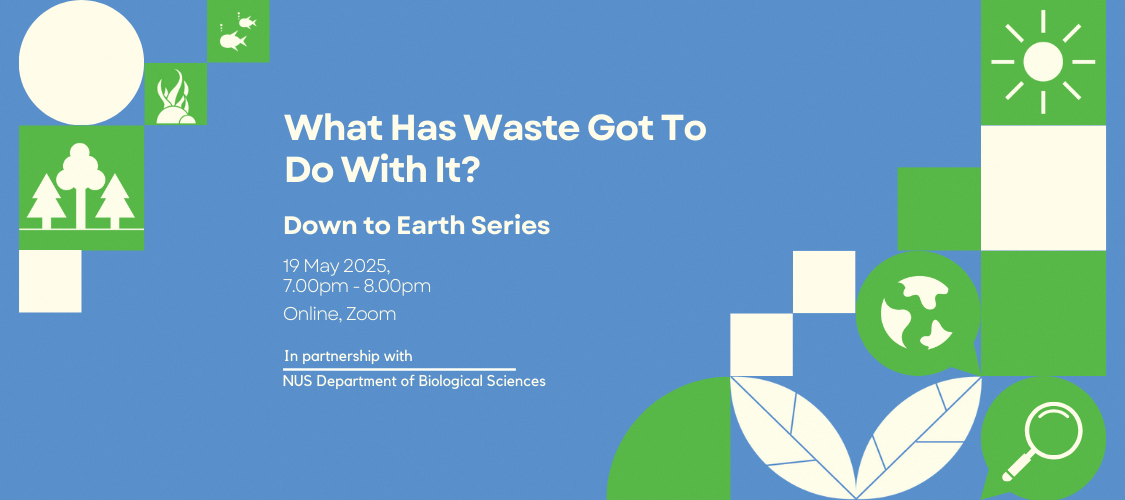 What Has Waste Got To
Do With It?
Down to Earth Series
19 May 2025,
7.00pm - 8.00pm
Online, Zoom
In partnership with
NUS Department of Biological Sciences